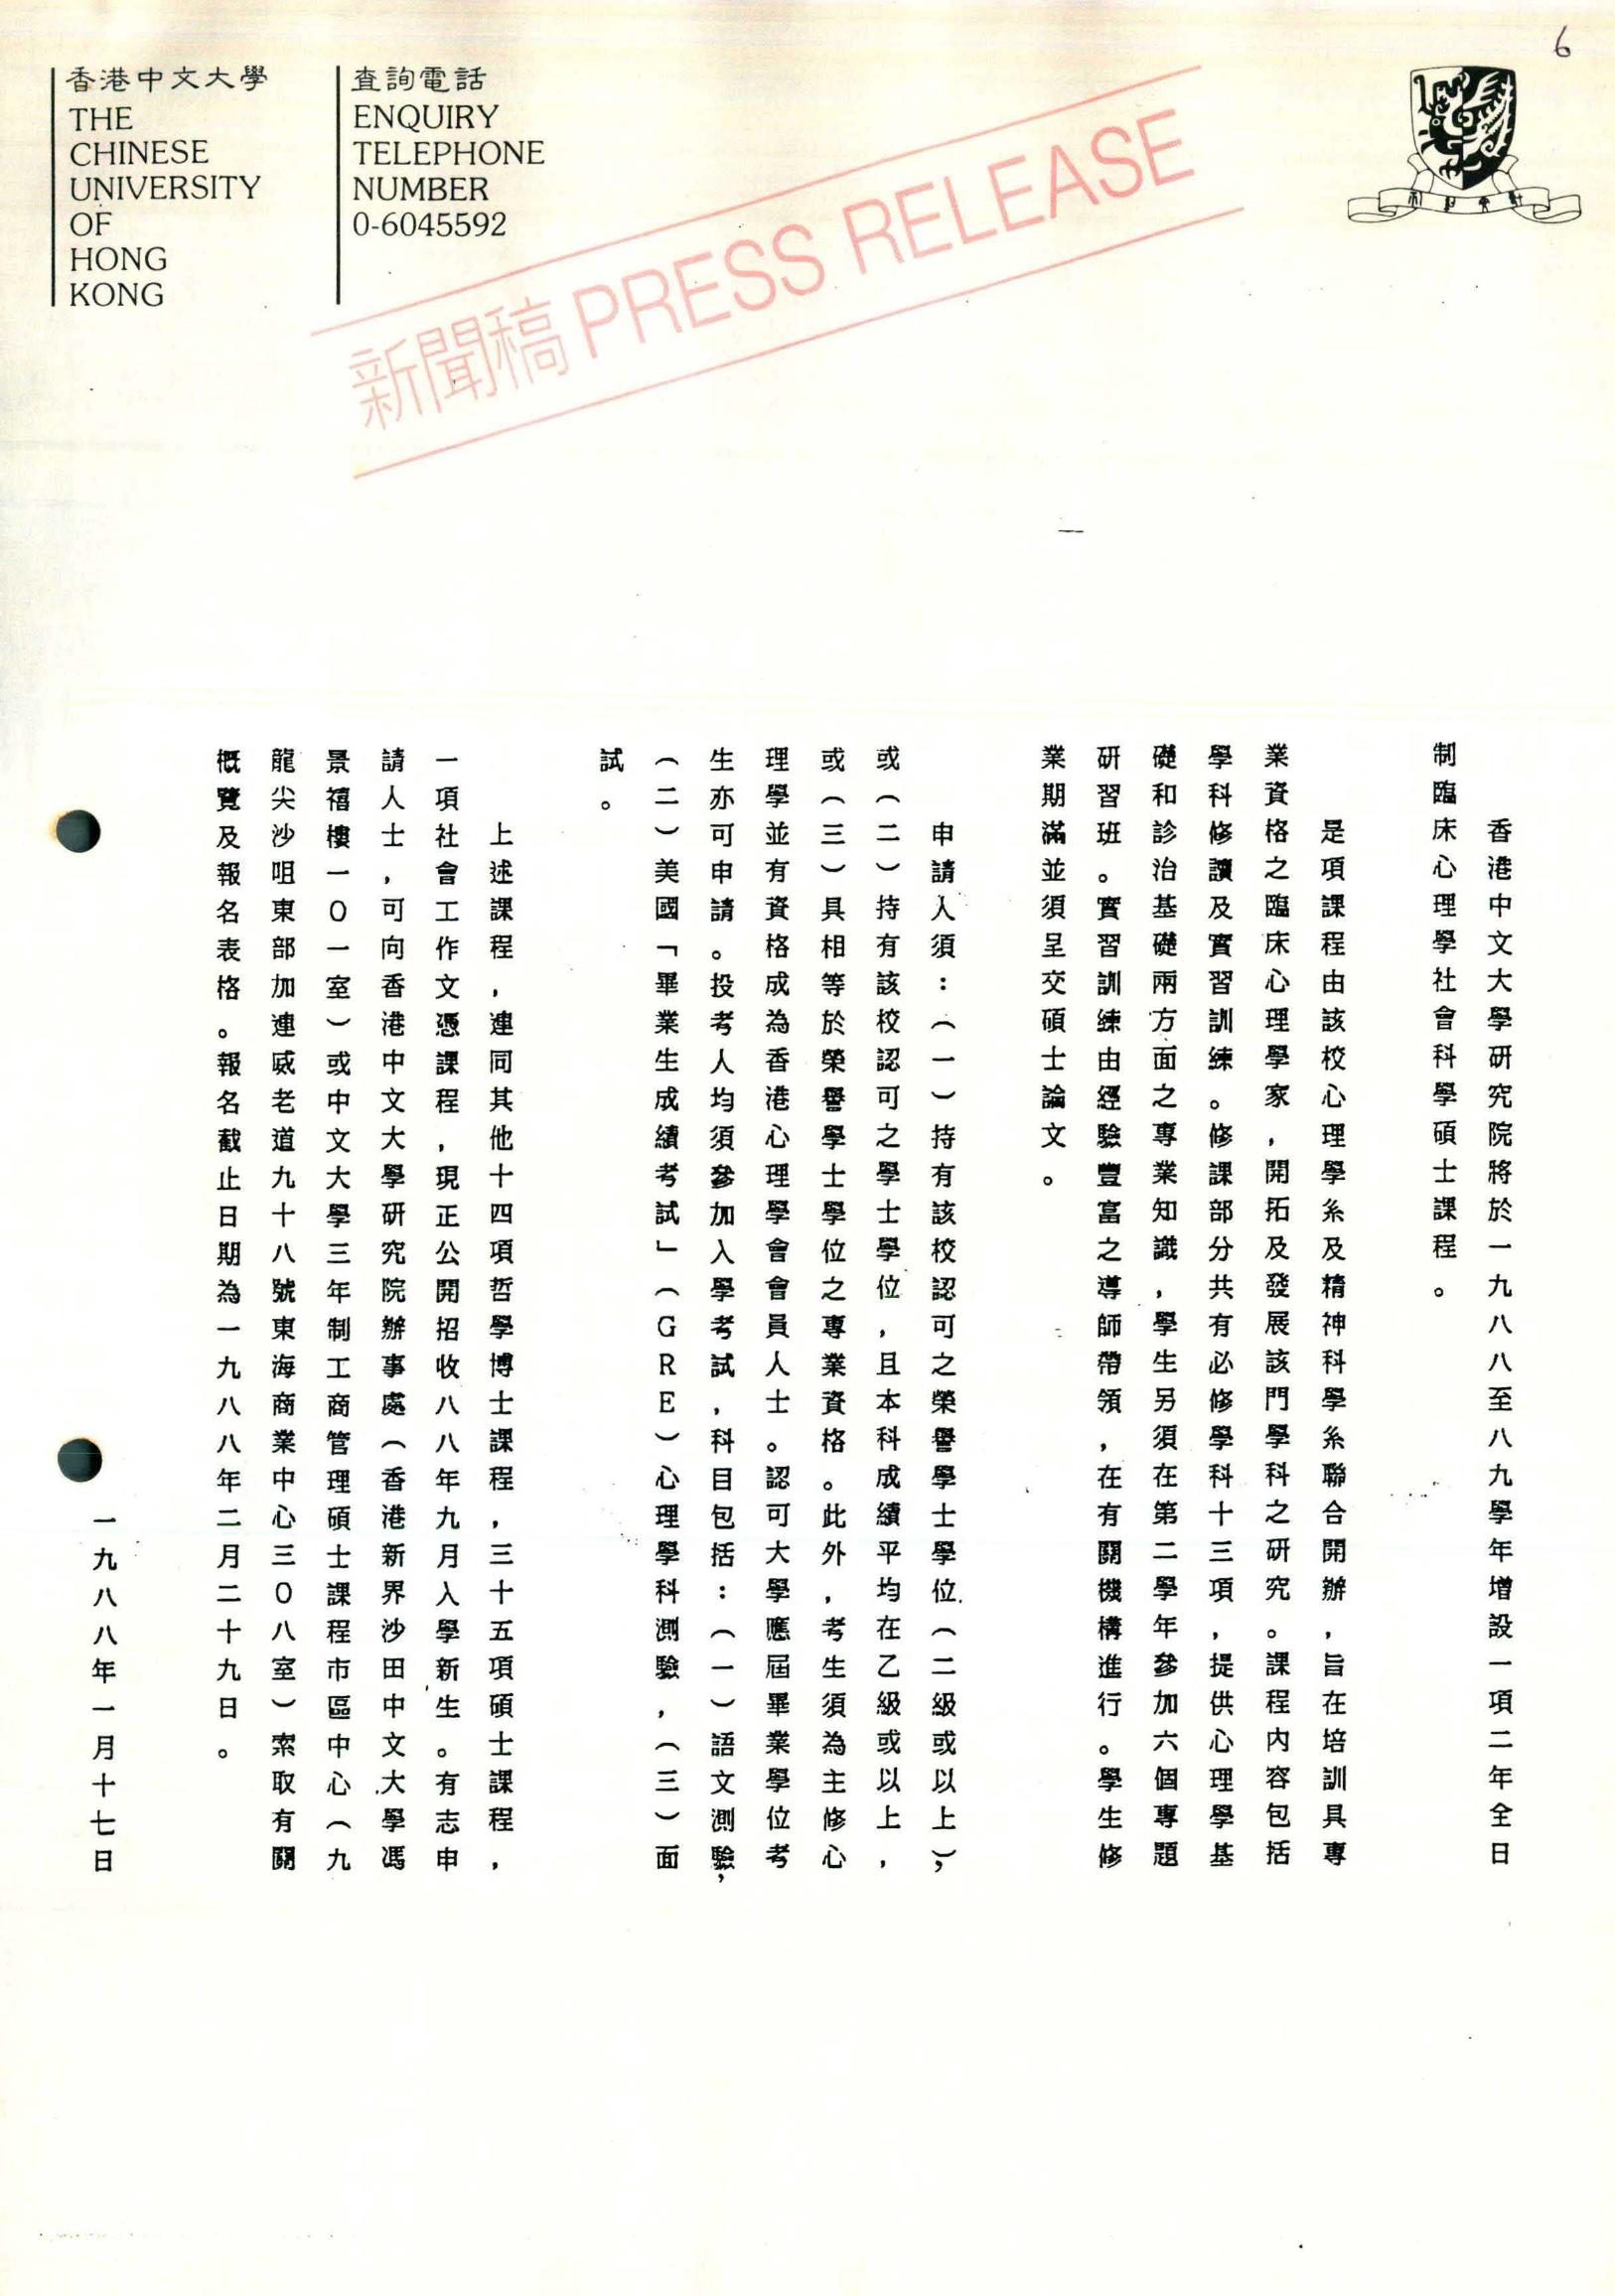 6
香港中文大學
THE
CHINESE
UNIVERSITY
OF
HONG
KONG
查詢電話
ENQUIRY
TELEPHONE
NUMBER
0-6045592
新聞稿 PRESS RELEASE
香港中文大學研究院將於一九八八至八九學年增設一項二年全日
制臨床心理學社會科學碩士課程。
是項課程由該校心理學系及精神科學系聯合開辦，旨在培訓具專
業資格之臨床心理學家，開拓及發展該門學科之研究。課程內容包括
學科修讀及實習訓練。修課部分共有必修學科十三項，提供心理學基
礎和診治基礎兩方面之專業知識，學生另須在第二學年參加六個專題
研習班。實習訓練由經驗豐富之導師帶領，在有關機構進行。學生修
業期滿並須呈交碩士論文。
申請人須：（一）持有該校認可之榮譽學士學位（二級或以上），
或（二）持有該校認可之學士學位，且本科成績平均在乙級或以上，
或（三）具相等於榮譽學士學位之專業資格。此外，考生須為主修心
理學並有資格成為香港心理學會會員人士。認可大學應屆畢業學位考
生亦可申請。投考人均須參加入學考試，科目包括：（一）語文測驗，
（二）美國「畢業生成績考試」（GRE）心理學科測驗，（三）面
試。
上述課程，連同其他十四項哲學博士課程，三十五項碩士課程，
一項社會工作文憑課程，現正公開招收八八年九月入學新生。有志申
請人士，可向香港中文大學研究院辦事處（香港新界沙田中文大學馮
景禧樓一０一室）或中文大學三年制工商管理碩士課程市區中心（九
龍尖沙咀東部加連威老道九十八號東海商業中心三０八室）索取有關
概覽及報名表格。報名截止日期為一九八八年二月二十九日。
一九八八年一月十七日